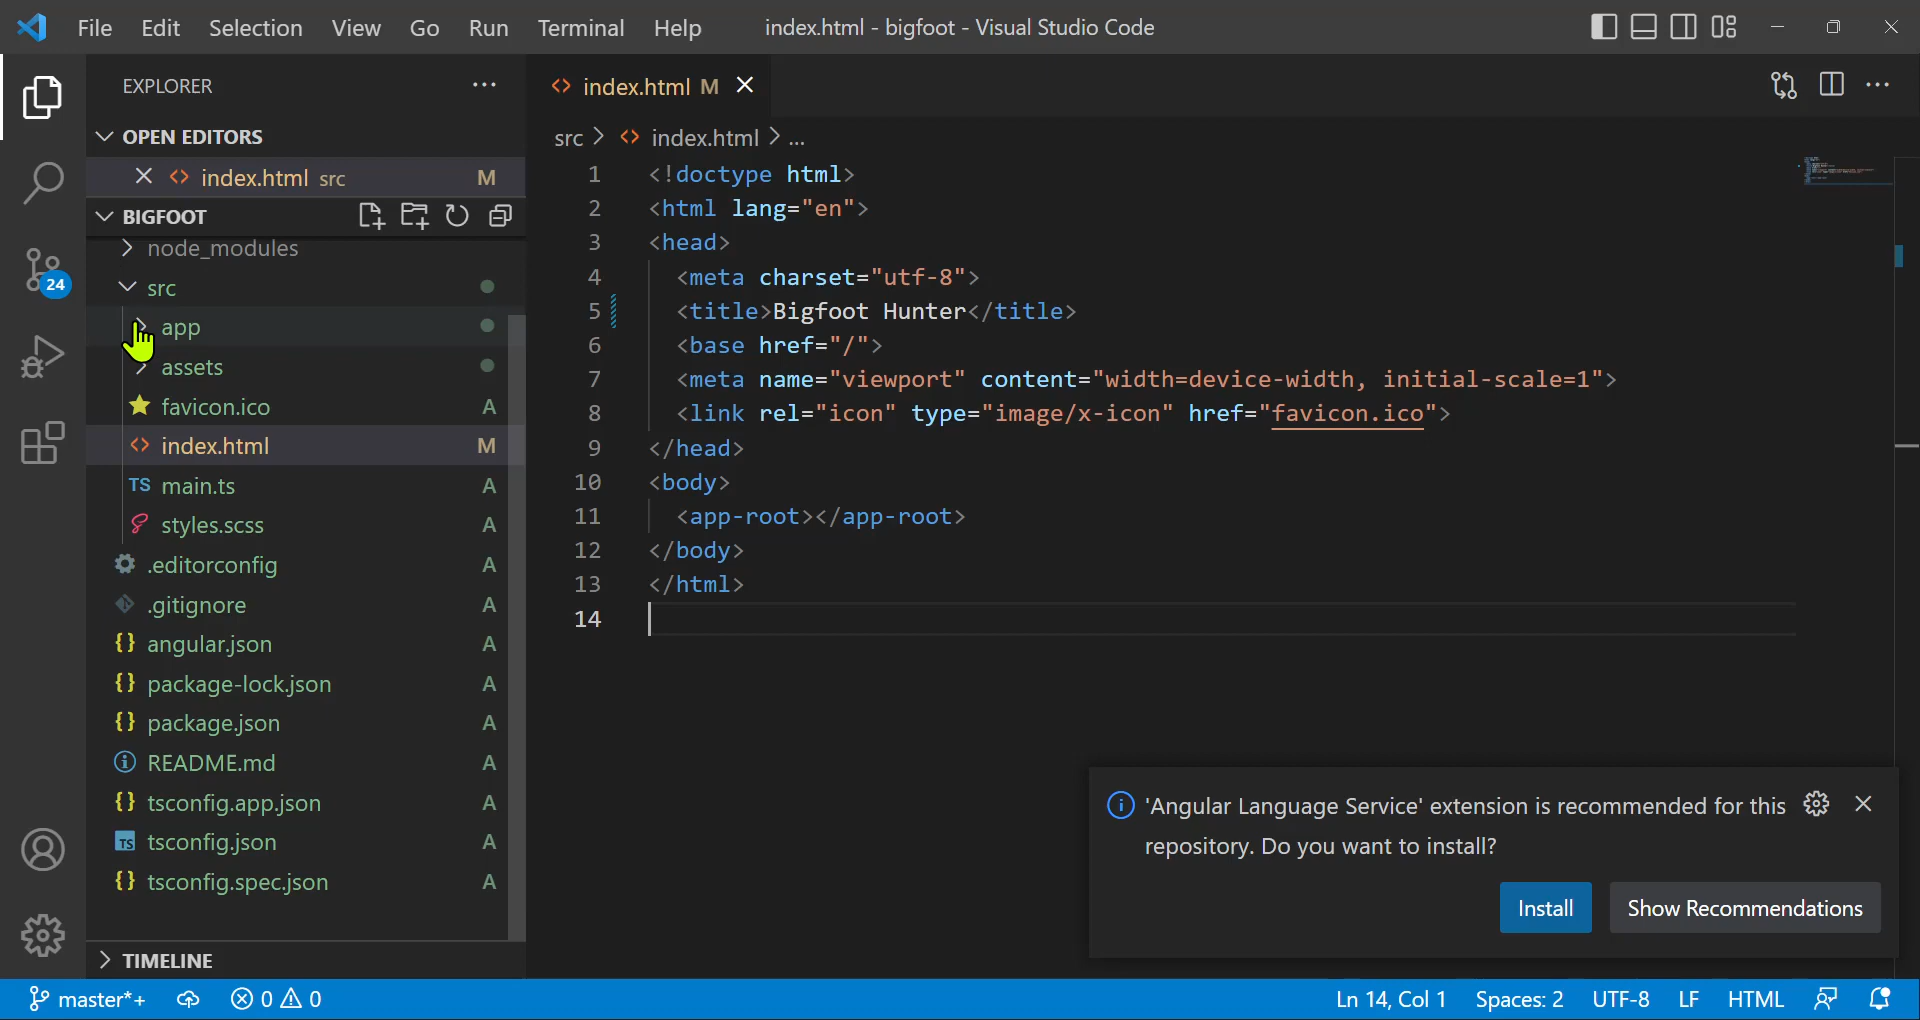 File Edit Selection View Go Run Terminal Help index.html - bigfoot - Visual Studio Code
EXPLORER
OPEN EDITORS
index.html src M
BIGFOOT
node_modules
src
app
assets
favicon.ico A
index.html M
TS main.ts A
styles.scss A
.editorconfig A
.gitignore A
{} angular.json A
{} package-lock.json A
{} package.json A
README.md A
{} tsconfig.app.json A
TS tsconfig.json A
{} tsconfig.spec.json A
TIMELINE
24
index.html M
src > index.html > ...
1 <!doctype html>
2 <html lang="en">
3 <head>
4 <meta charset="utf-8">
5 <title>Bigfoot Hunter</title>
6 <base href="/">
7 <meta name="viewport" content="width=device-width, initial-scale=1">
8 <link rel="icon" type="image/x-icon" href="favicon.ico">
9 </head>
10 <body>
11 <app-root></app-root>
12 </body>
13 </html>
14
'Angular Language Service' extension is recommended for this
repository. Do you want to install?
Install Show Recommendations
master*+ 0 0 Ln 14, Col 1 Spaces: 2 UTF-8 LF HTML